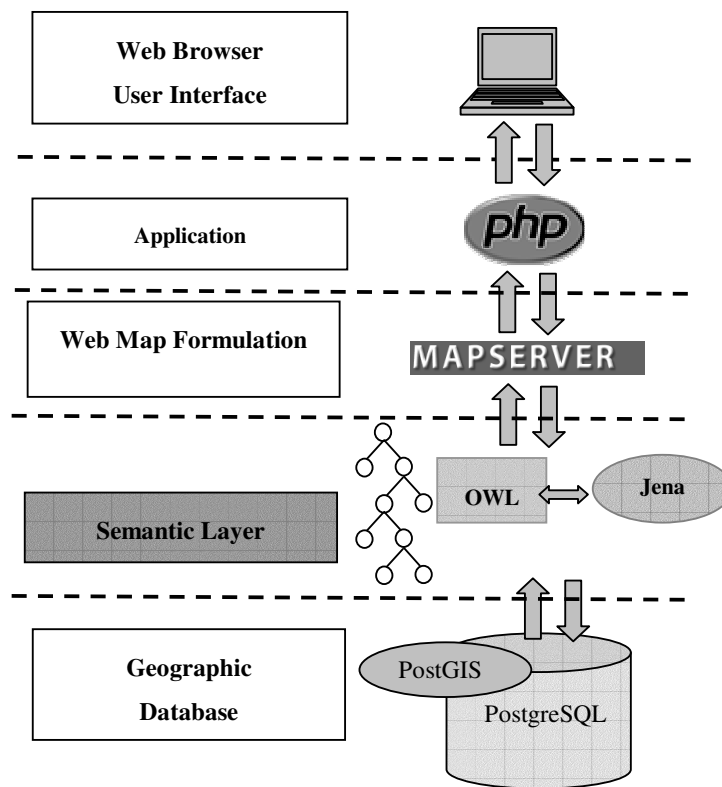 Web Browser
User Interface
Application
php
Web Map Formulation
MAPSERVER
OWL
Jena
Semantic Layer
Geographic
Database
PostGIS
PostgreSQL